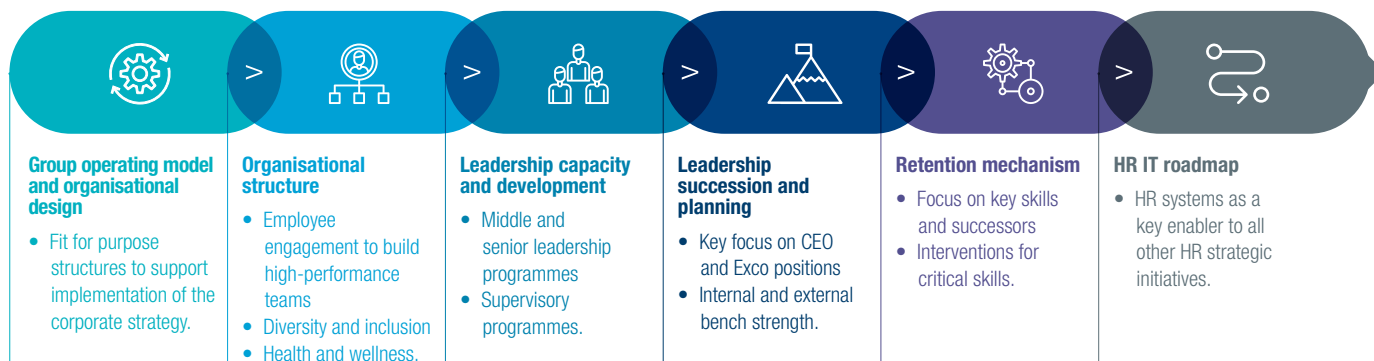 >
>
>
>
>
Group operating model
and organisational
design
• Fit for purpose
structures to support
implementation of the
corporate strategy.
Organisational
structure
• Employee
engagement to build
high-performance
teams
• Diversity and inclusion
• Health and wellness.
Leadership capacity
and development
• Middle and
senior leadership
programmes
• Supervisory
programmes.
Leadership
succession and
planning
• Key focus on CEO
and Exco positions
• Internal and external
bench strength.
Retention mechanism
• Focus on key skills
and successors
• Interventions for
critical skills.
HR IT roadmap
• HR systems as a
key enabler to all
other HR strategic
initiatives.